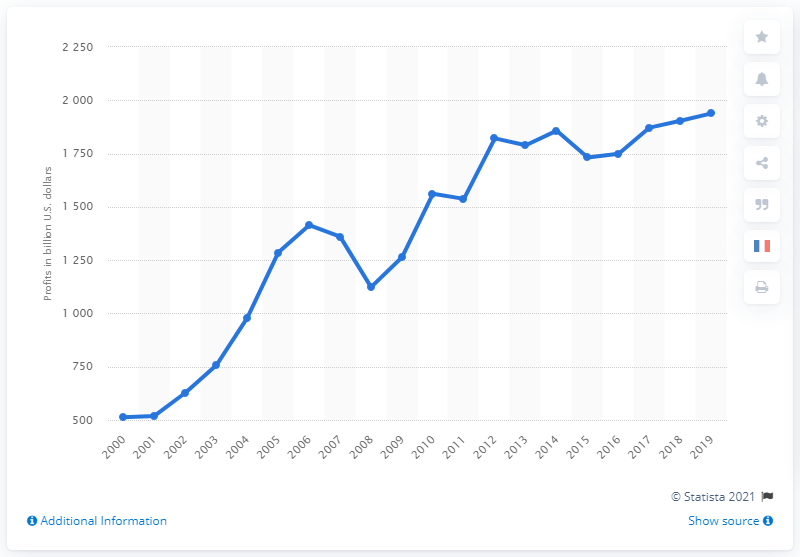 2 250
2 000
1 750
1 500
1 250
1 000
750
500
Profits in billion U.S. dollars
2000 2001 2002 2003 2004 2005 2006 2007 2008 2009 2010 2011 2012 2013 2014 2015 2016 2017 2018 2019
© Statista 2021
Additional Information
Show source